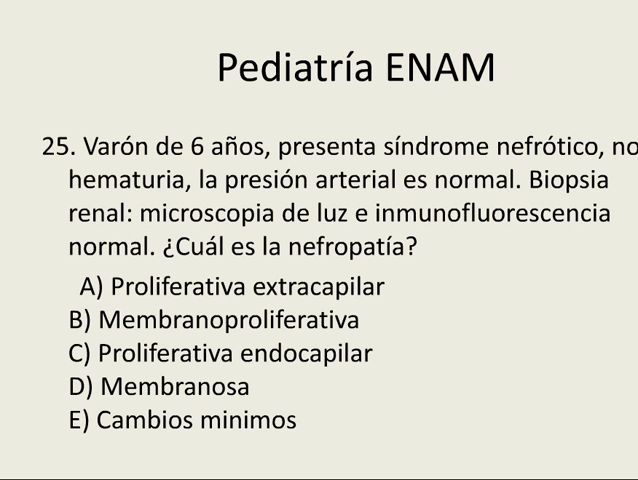 Pediatría ENAM
25. Varón de 6 años, presenta síndrome nefrótico, no
hematuria, la presión arterial es normal. Biopsia
renal: microscopia de luz e inmunofluorescencia
normal. ¿Cuál es la nefropatía?
A) Proliferativa extracapilar
B) Membranoproliferativa
C) Proliferativa endocapilar
D) Membranosa
E) Cambios minimos